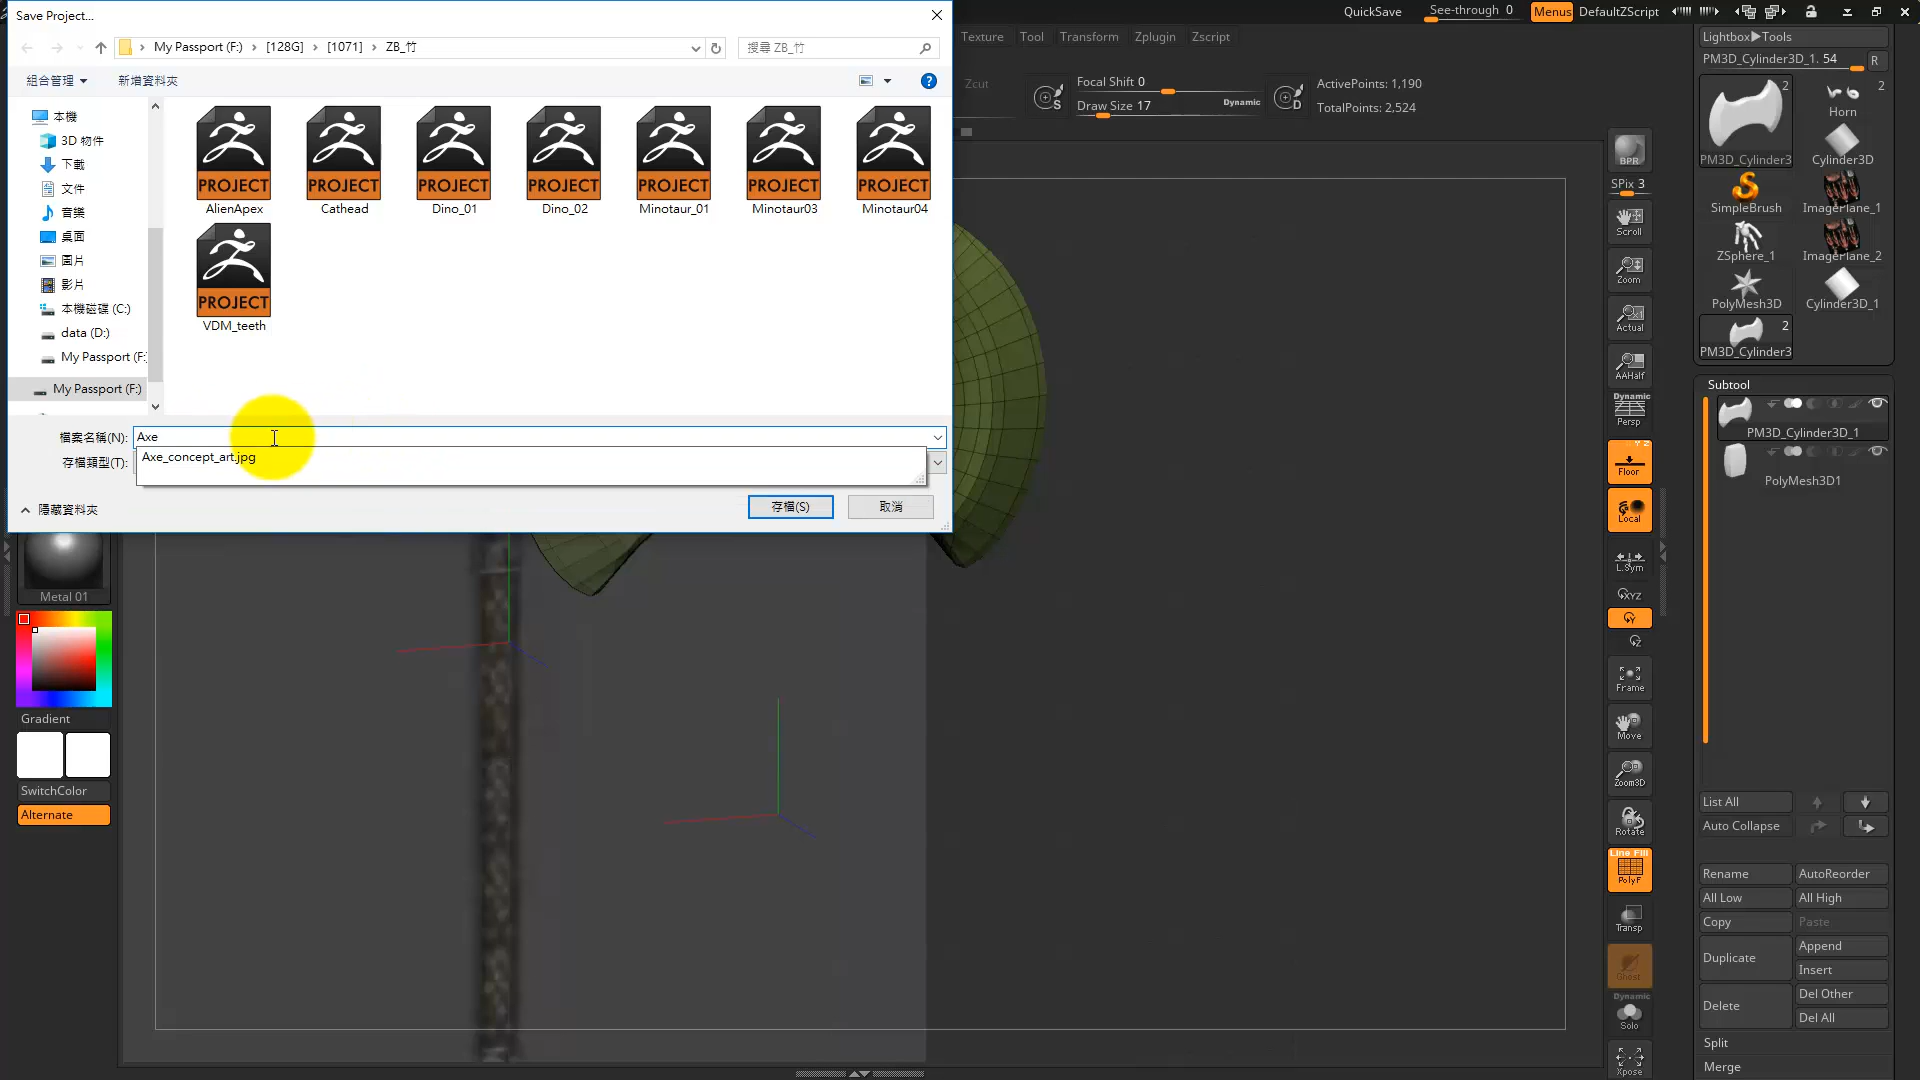 Save Project...
My Passport (F:) > [128G] > [1071] > ZB_竹
搜尋 ZB_竹
組合管理
新增資料夾
本機
3D 物件
下載
文件
音樂
桌面
圖片
影片
本機磁碟 (C:)
data (D:)
My Passport (F:
My Passport (F:)
PROJECT
AlienApex
PROJECT
Cathead
PROJECT
Dino_01
PROJECT
Dino_02
PROJECT
Minotaur_01
PROJECT
Minotaur03
PROJECT
Minotaur04
PROJECT
VDM_teeth
檔案名稱(N):
Axe
Axe_concept_art.jpg
存檔類型(T):
隱藏資料夾
存檔(S)
取消
QuickSave
See-through 0
Menus
DefaultZScript
Texture
Tool
Transform
Zplugin
Zscript
Zcut
S
Focal Shift 0
Draw Size 17
Dynamic
D
ActivePoints: 1,190
TotalPoints: 2,524
Metal 01
Gradient
SwitchColor
Alternate
BPR
SPix 3
Scroll
Zoom
Actual
AAHalf
Dynamic
Persp
Floor
Local
L.Sym
XYZ
Y
Z
Frame
Move
Zoom3D
Rotate
Line Fill
PolyF
Transp
Ghost
Dynamic
Solo
Xpose
Lightbox▶Tools
PM3D_Cylinder3D_1. 54
R
2
PM3D_Cylinder3
2
Horn
Cylinder3D
SimpleBrush
ImagePlane_1
ZSphere_1
ImagePlane_2
PolyMesh3D
Cylinder3D_1
2
PM3D_Cylinder3
Subtool
PM3D_Cylinder3D_1
PolyMesh3D1
List All
Auto Collapse
Rename
AutoReorder
All Low
All High
Copy
Paste
Duplicate
Append
Insert
Delete
Del Other
Del All
Split
Merge